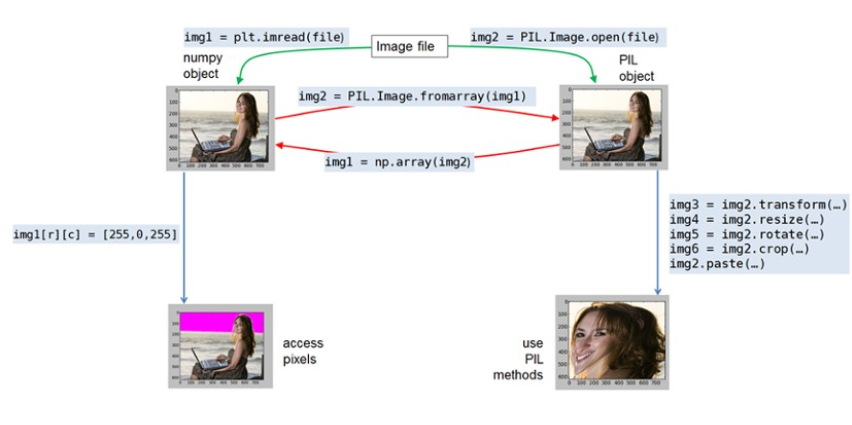 img1 = plt.imread(file)
Image file
img2 = PIL.Image.open(file)
numpy
object
PIL
object
img2 = PIL.Image.fromarray(img1)
img1 = np.array(img2)
img1[r][c] = [255,0,255]
img3 = img2.transform(…)
img4 = img2.resize(…)
img5 = img2.rotate(…)
img6 = img2.crop(…)
img2.paste(…)
access
pixels
use
PIL
methods